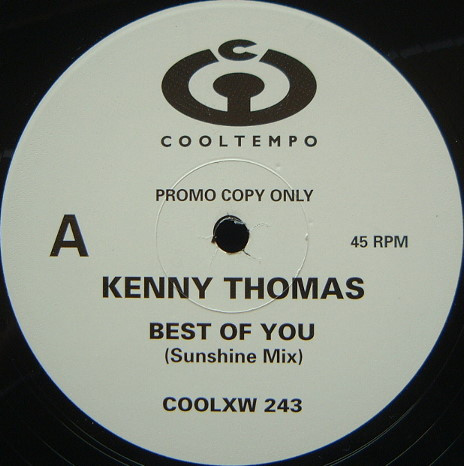 C
COOLTEMPO
PROMO COPY ONLY
A
45 RPM
KENNY THOMAS
BEST OF YOU
(Sunshine Mix)
COOLXW 243